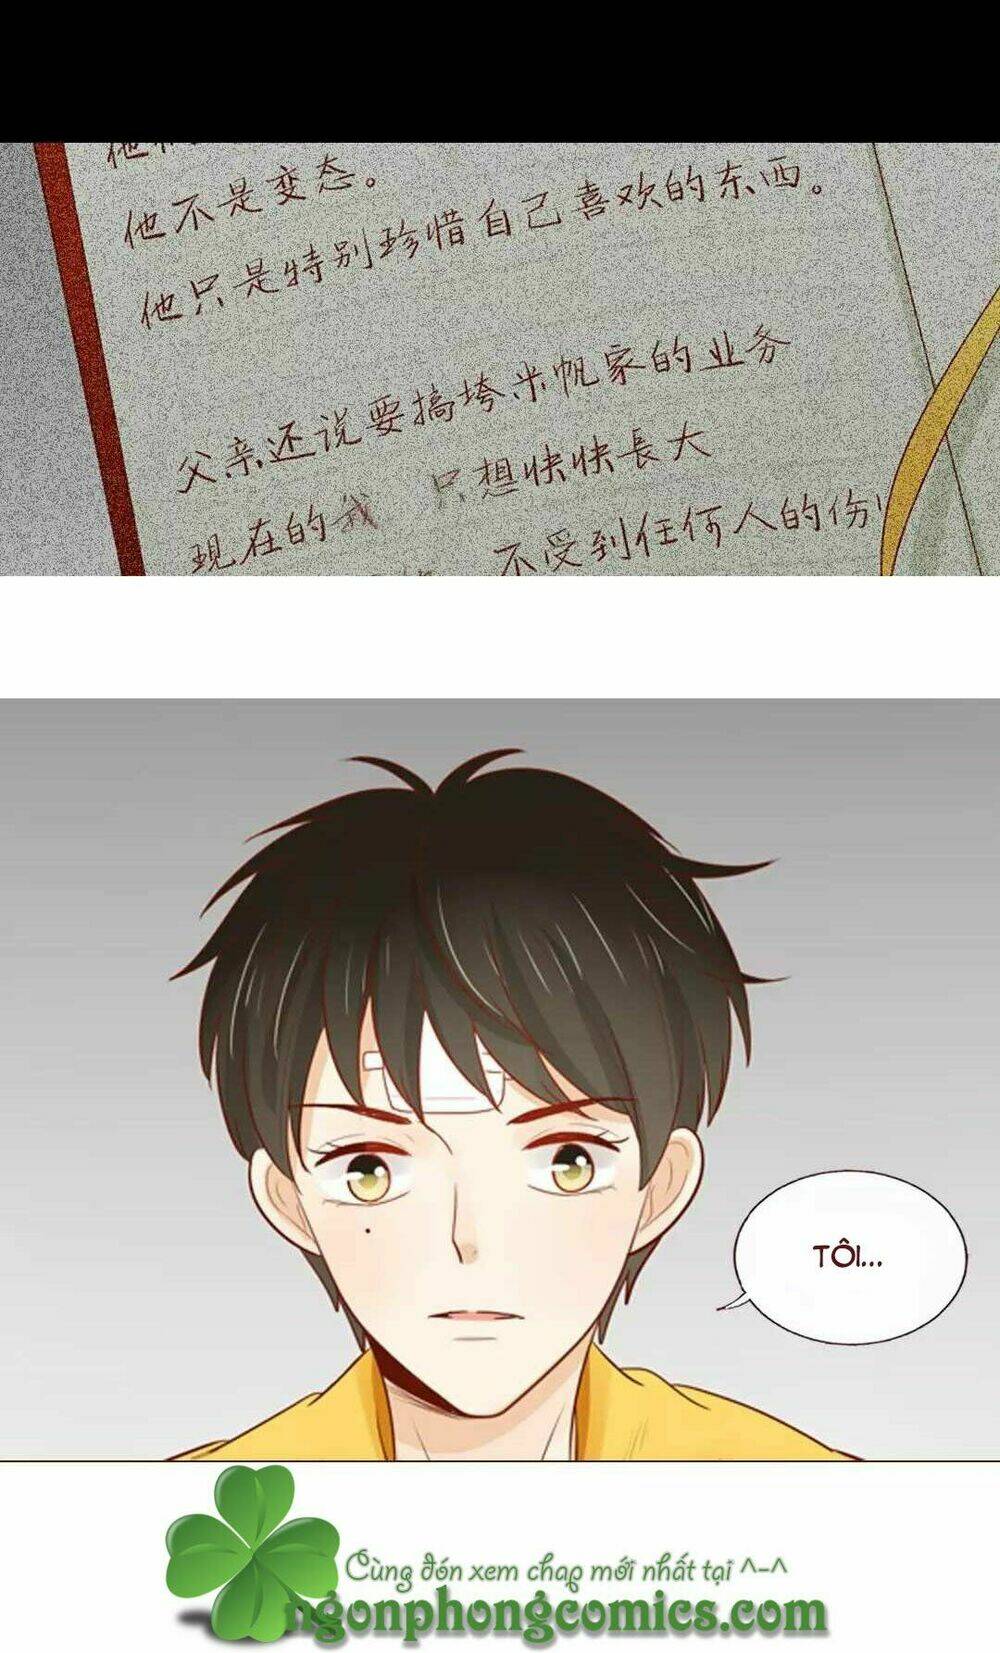 他不是变态。
他只是特别珍惜自己喜欢的东西。
父亲还说要搞垮米帆家的业务
现在的我 只想快快長大
不受到任何人的伤
TÔI...
Cùng đón xem chap mới nhất tại ^-^
ngonphongcomics.com